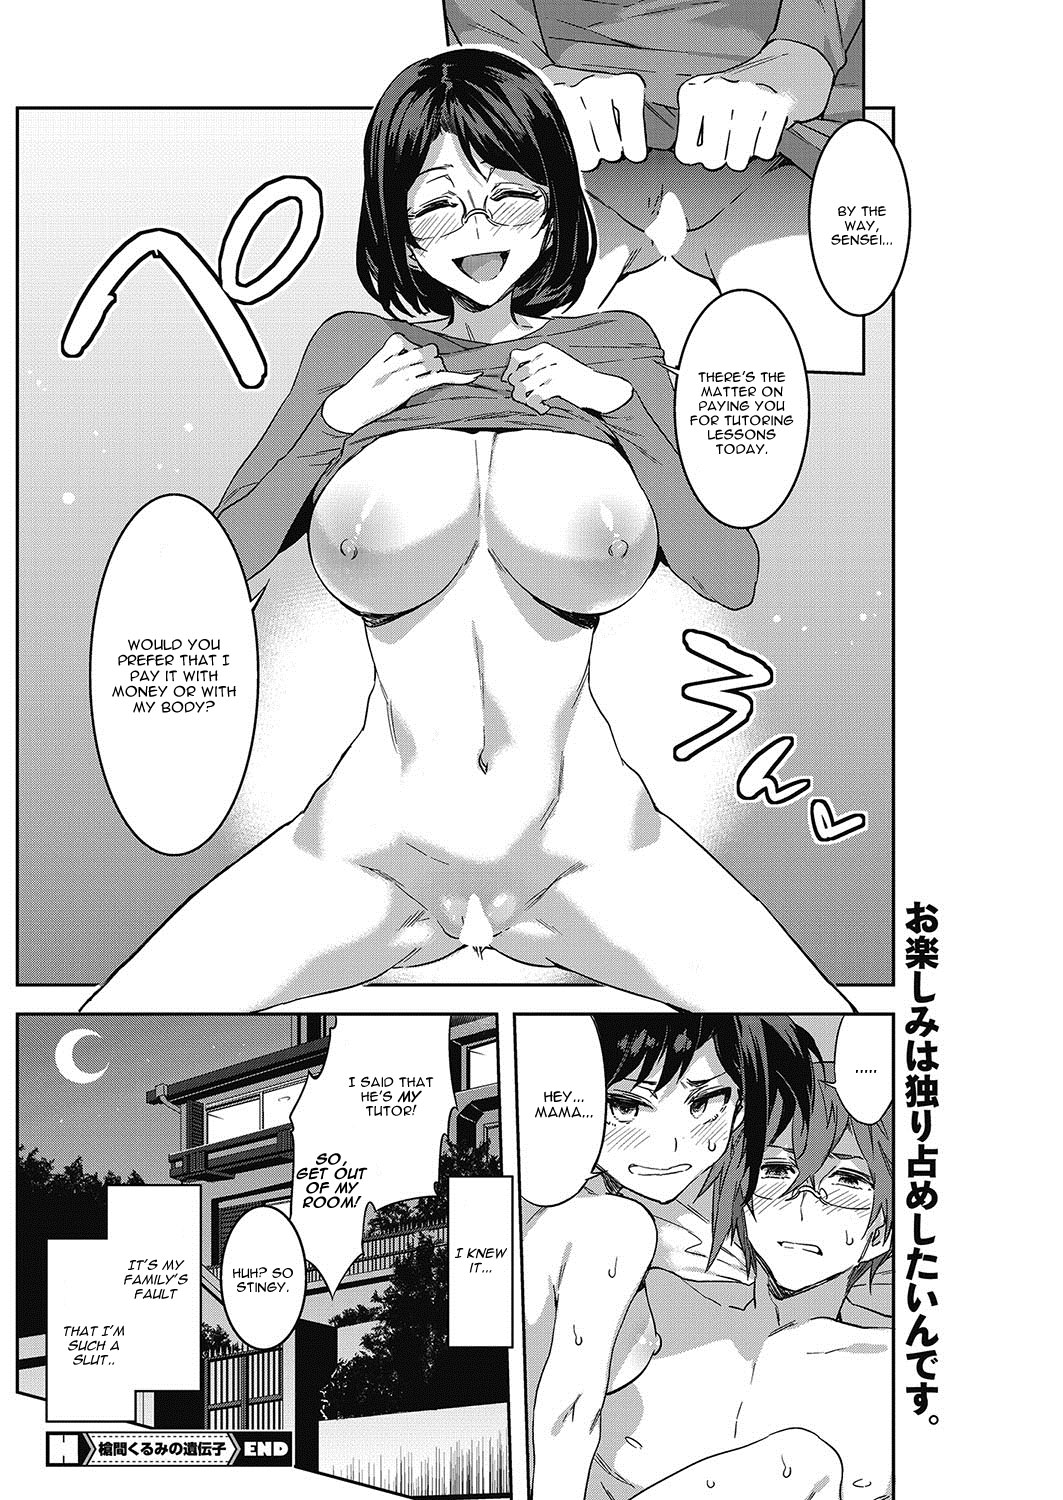 BY THE
WAY,
SENSEI...
THERE'S THE
MATTER ON
PAYING YOU
FOR TUTORING
LESSONS
TODAY.
ペろ
WOULD YOU
PREFER THAT I
PAY IT WITH
MONEY OR WITH
MY BODY?
ん
.....
HEY...
MAMA...
I SAID THAT
HE'S MY
TUTOR!
SO,
GET OUT
OF MY
ROOM!
HUH? SO
STINGY.
I KNEW
IT...
IT'S MY
FAMILY'S
FAULT
THAT I'M
SUCH A
SLUT..
お楽しみは独り占めしたいんです。
H 槍間くるみの遺伝子 END